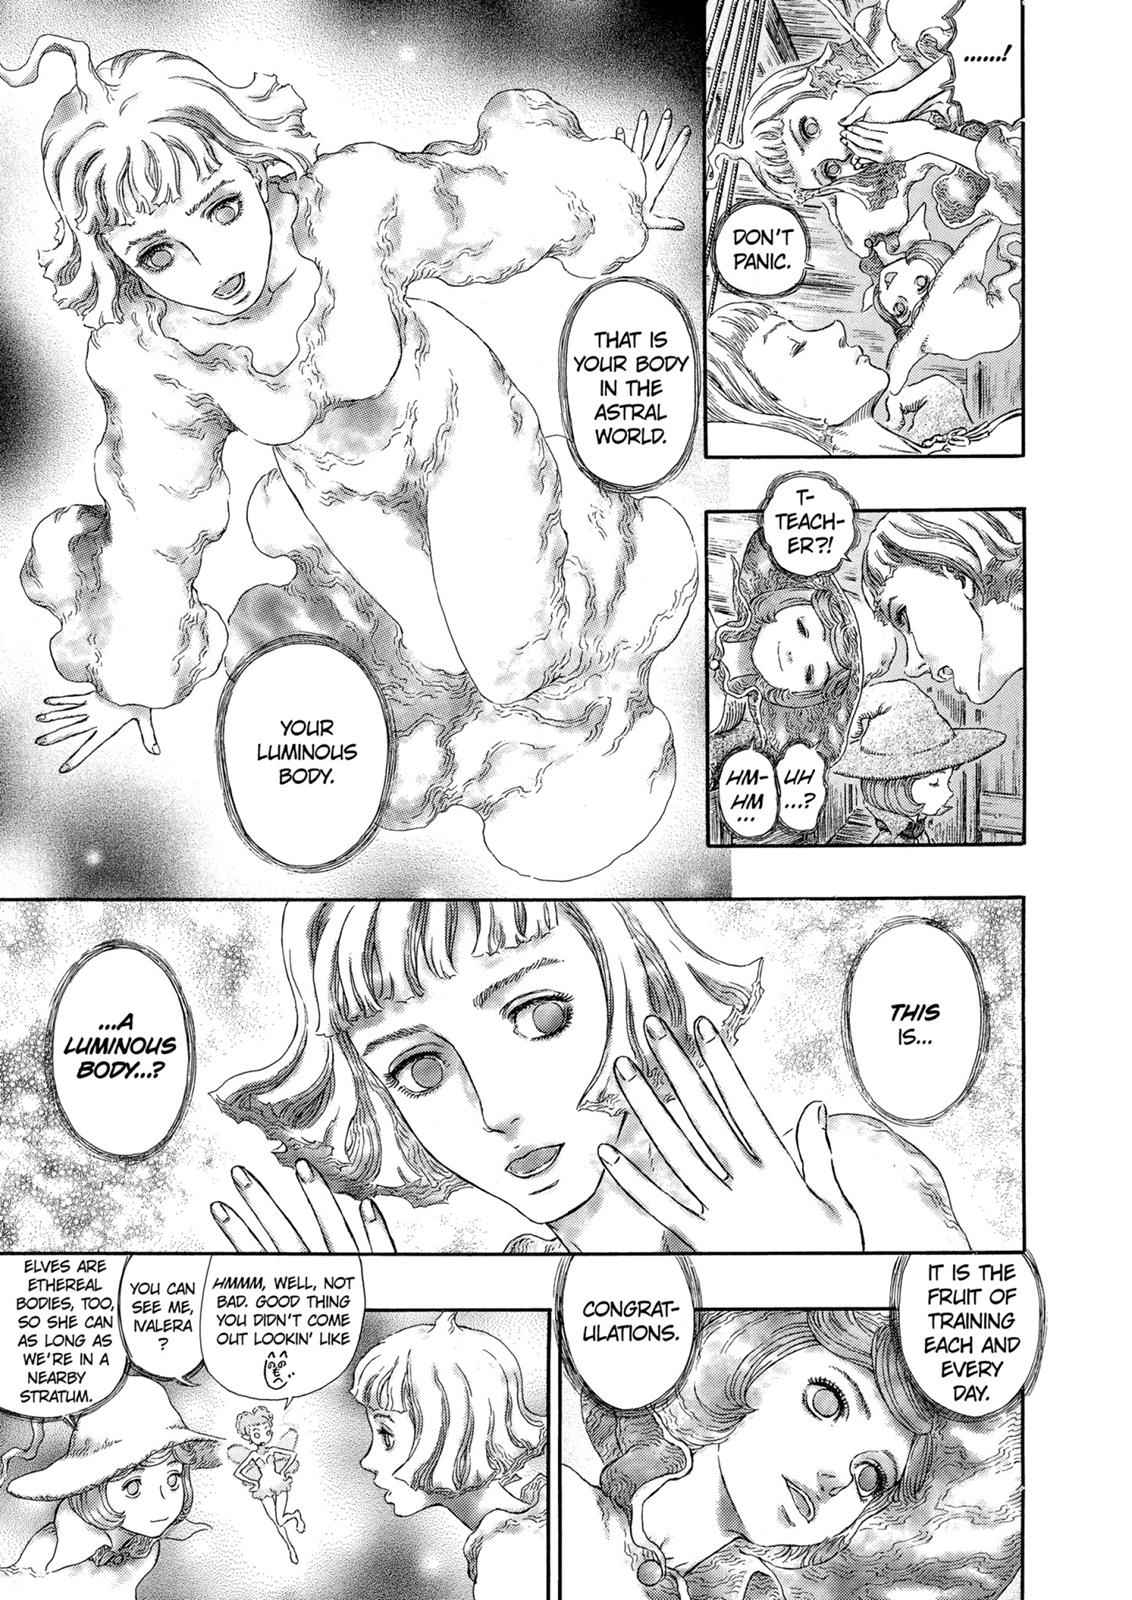 ......!
DON'T
PANIC.
THAT IS
YOUR BODY
IN THE
ASTRAL
WORLD.
YOUR
LUMINOUS
BODY.
T-
TEACH-
ER?!
UH
...?
HM-
HM
...
THIS
IS...
...A
LUMINOUS
BODY...?
IT IS THE
FRUIT OF
TRAINING
EACH AND
EVERY
DAY.
CONGRAT-
ULATIONS.
HMMM, WELL, NOT
BAD. GOOD THING
YOU DIDN'T COME
OUT LOOKIN' LIKE
YOU CAN
SEE ME,
IVALERA
?
ELVES ARE
ETHEREAL
BODIES, TOO,
SO SHE CAN
AS LONG AS
WE'RE IN A
NEARBY
STRATUM.